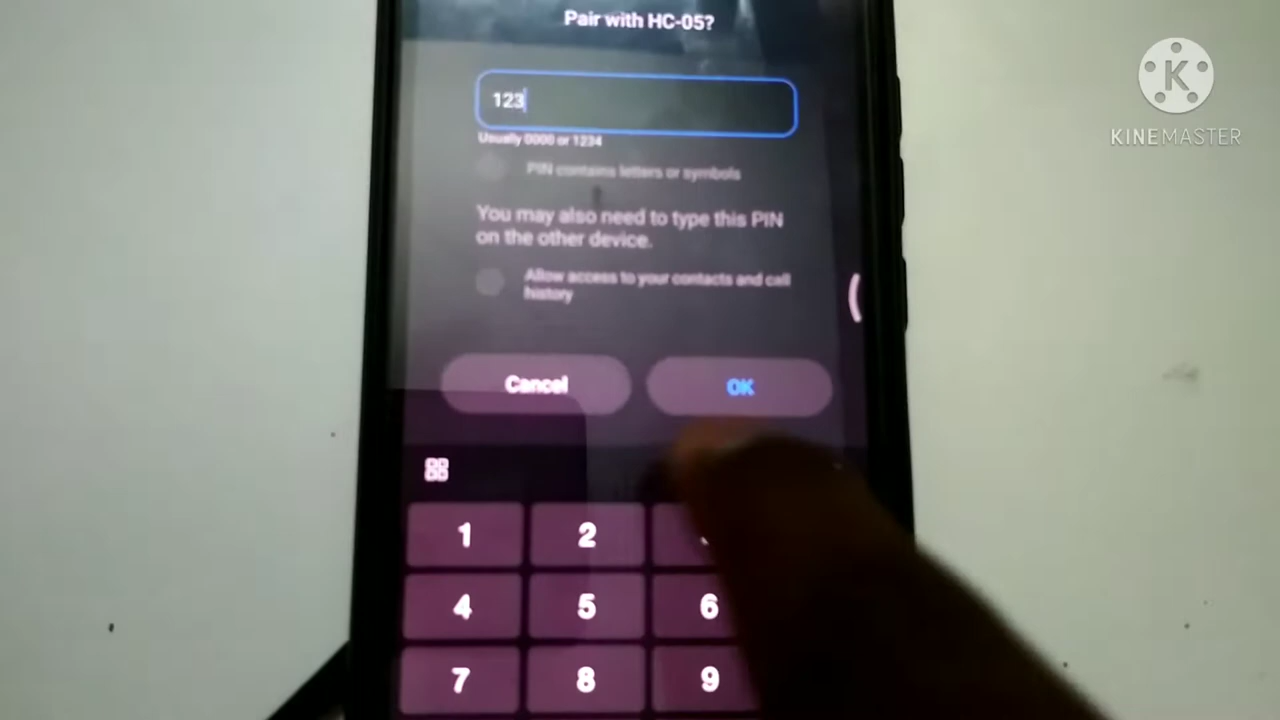 Pair with HC-05?
K
KINEMASTER
123
Usually 0000 or 1234
PIN contains letters or symbols
You may also need to type this PIN
on the other device.
Allow access to your contacts and call
history
Cancel
OK
1
2
4
5
6
7
8
9